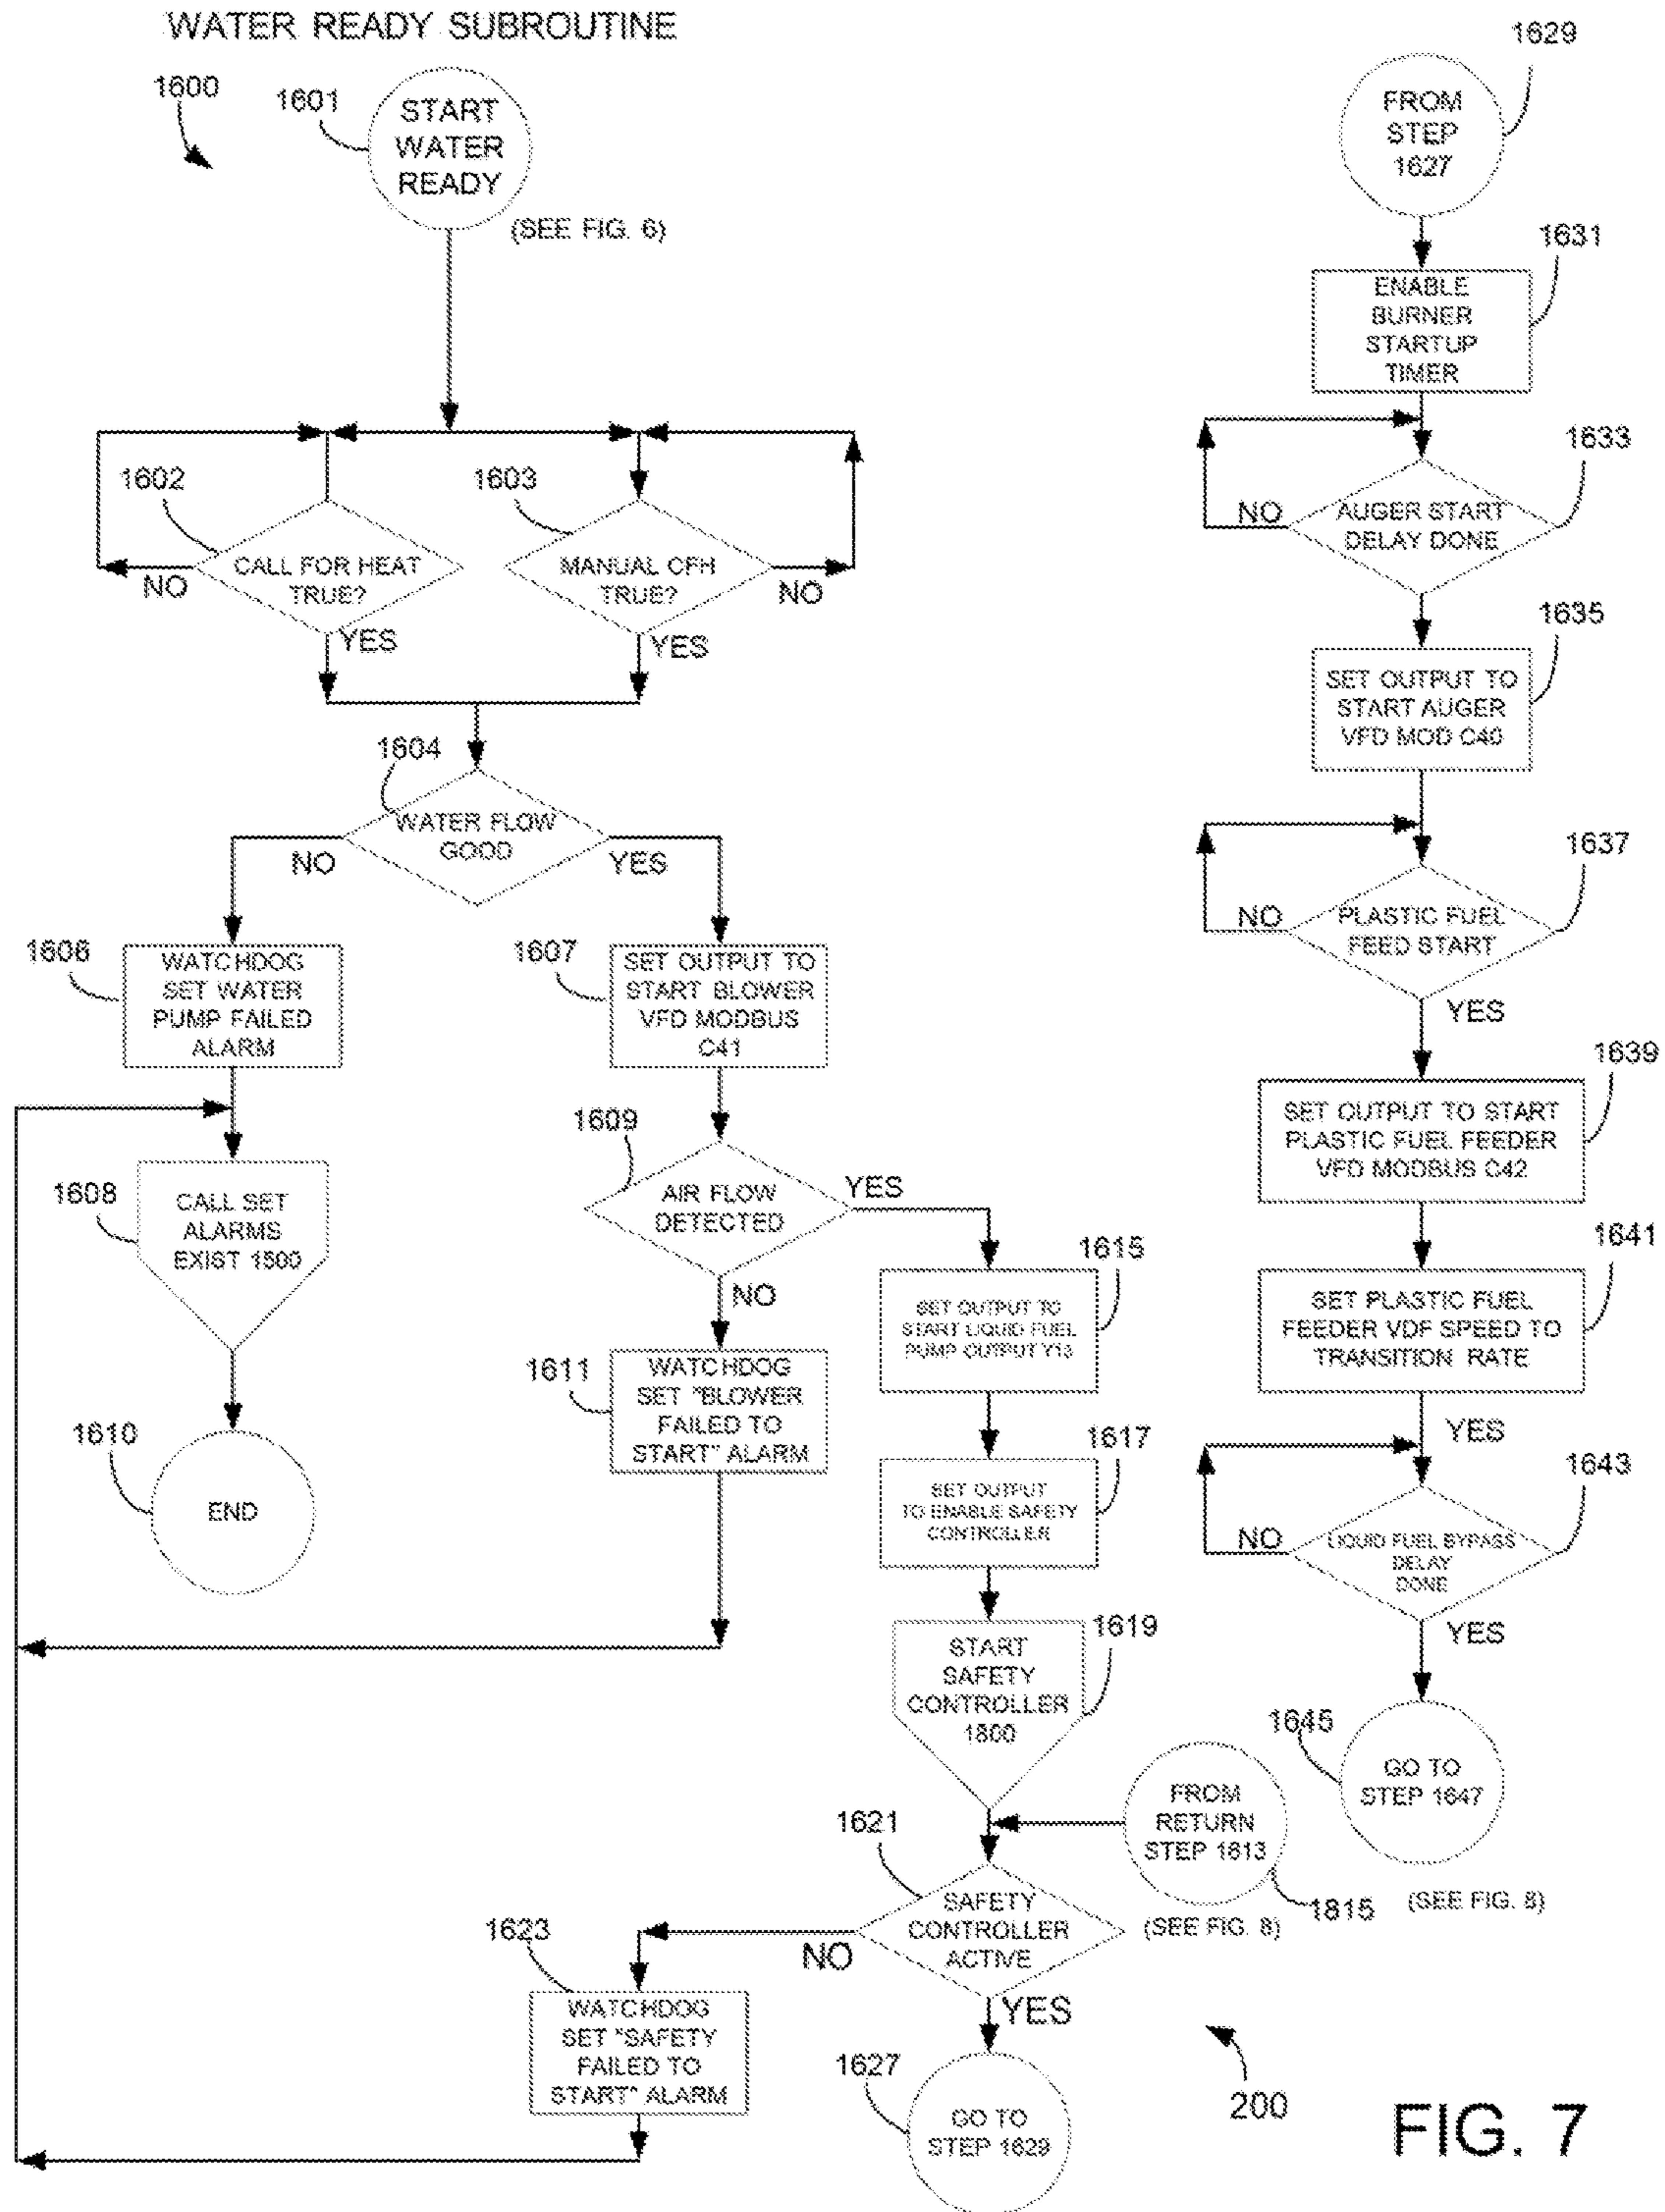 WATER READY SUBROUTINE
1600
1601
START
WATER
READY
(SEE FIG. 6)
1602
CALL FOR HEAT
TRUE?
NO
YES
1603
MANUAL CFH
TRUE?
NO
YES
1604
WATER FLOW
GOOD
NO
YES
1606
WATCHDOG
SET WATER
PUMP FAILED
ALARM
1608
CALL SET
ALARMS
EXIST 1500
1610
END
1607
SET OUTPUT TO
START BLOWER
VFD MODBUS
C41
1609
AIR FLOW
DETECTED
YES
NO
1611
WATCHDOG
SET "BLOWER
FAILED TO
START" ALARM
1615
SET OUTPUT TO
START LIQUID FUEL
PUMP OUTPUT Y13
1617
SET OUTPUT
TO ENABLE SAFETY
CONTROLLER
1619
START
SAFETY
CONTROLLER
1800
FROM
RETURN
STEP 1813
1815
(SEE FIG. 8)
1621
SAFETY
CONTROLLER
ACTIVE
NO
YES
1623
WATCHDOG
SET "SAFETY
FAILED TO
START" ALARM
1627
GO TO
STEP 1629
1629
FROM
STEP
1627
1631
ENABLE
BURNER
STARTUP
TIMER
1633
AUGER START
DELAY DONE
NO
1635
SET OUTPUT TO
START AUGER
VFD MOD C40
1637
PLASTIC FUEL
FEED START
NO
YES
1639
SET OUTPUT TO START
PLASTIC FUEL FEEDER
VFD MODBUS C42
1641
SET PLASTIC FUEL
FEEDER VDF SPEED TO
TRANSITION RATE
YES
1643
LIQUID FUEL BYPASS
DELAY
DONE
NO
YES
1645
GO TO
STEP 1647
(SEE FIG. 8)
200
FIG. 7